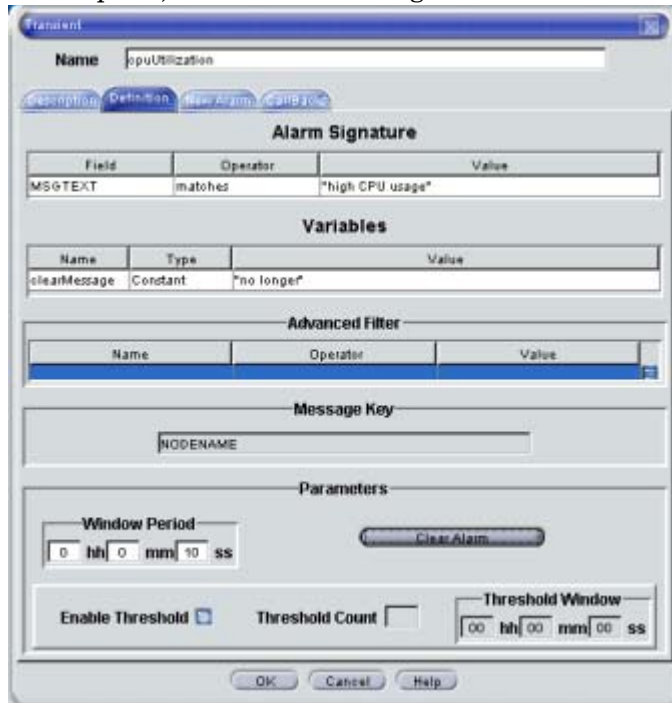 Transient
Name cpuUtilization
Description Definition New Alarm CallBack
Alarm Signature
Field Operator Value
MSGTEXT matches "high CPU usage"
Variables
Name Type Value
clearMessage Constant "no longer"
Advanced Filter
Name Operator Value
Message Key
NODENAME
Parameters
Window Period
0 hh 0 mm 10 ss
Clear Alarm
Enable Threshold Threshold Count
Threshold Window
00 hh 00 mm 00 ss
OK Cancel Help